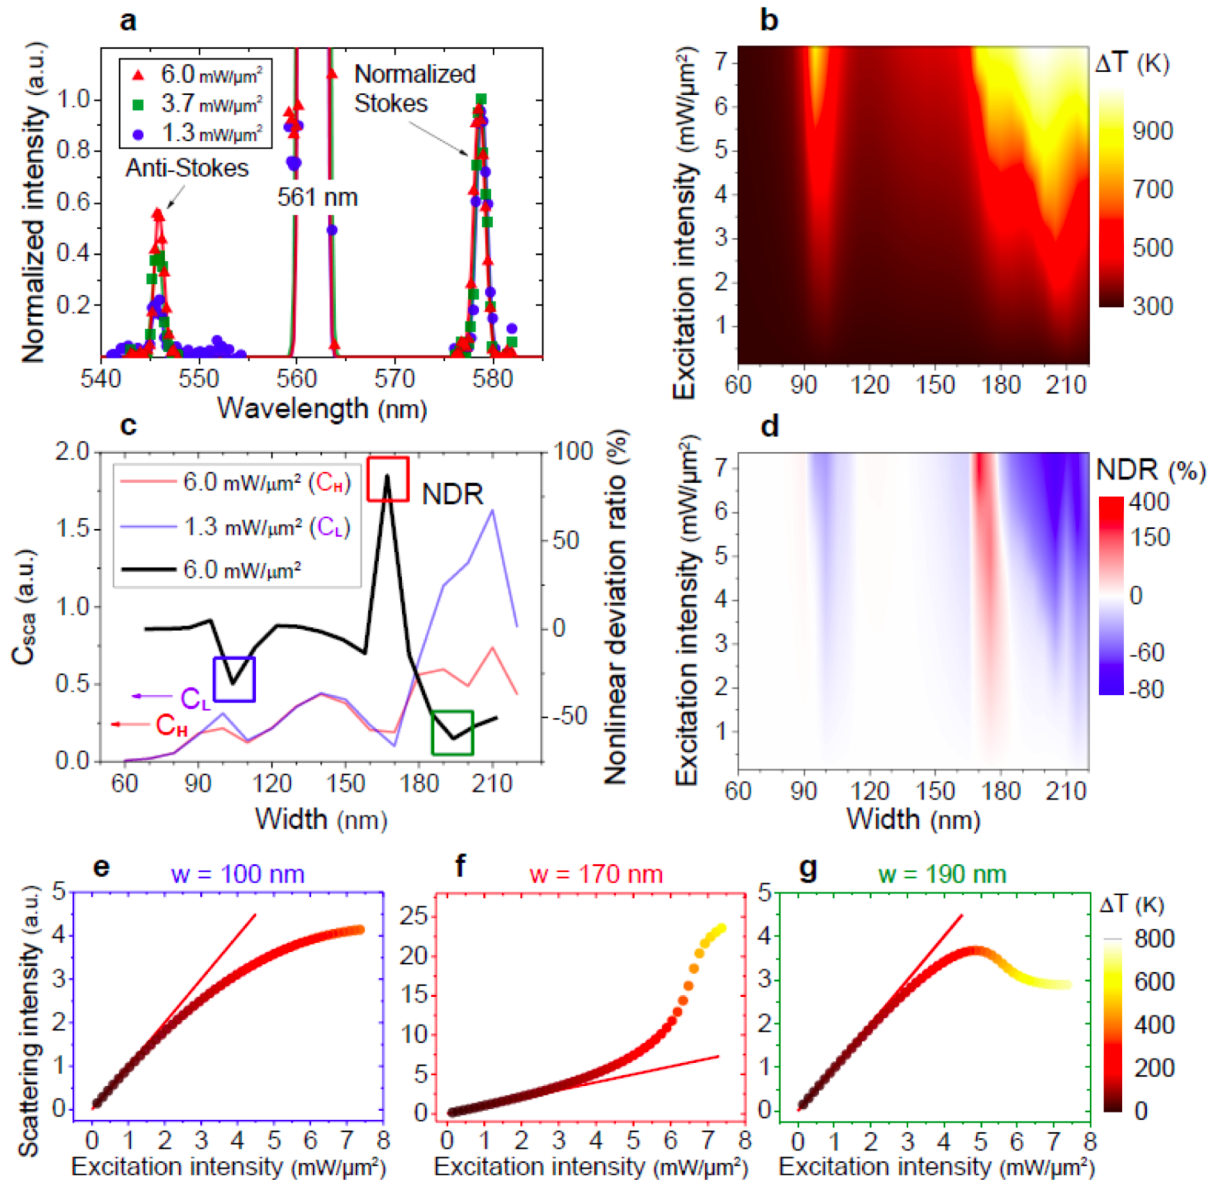 a
Normalized intensity (a.u.)
1.0
0.8
0.6
0.4
0.2
6.0 mW/μm²
3.7 mW/μm²
1.3 mW/μm²
Normalized
Stokes
Anti-Stokes
561 nm
540 550 560 570 580
Wavelength (nm)
b
Excitation intensity (mW/μm²)
7
6
5
4
3
2
1
60 90 120 150 180 210
ΔT (K)
900
700
500
300
c
Csca (a.u.)
2.0
1.5
1.0
0.5
0.0
6.0 mW/μm² (CH)
1.3 mW/μm² (CL)
6.0 mW/μm²
NDR
CL
CH
100
50
0
-50
Nonlinear deviation ratio (%)
60 90 120 150 180 210
Width (nm)
d
Excitation intensity (mW/μm²)
7
6
5
4
3
2
1
60 90 120 150 180 210
Width (nm)
NDR (%)
400
150
0
-60
-80
e
w = 100 nm
Scattering intensity (a.u.)
5
4
3
2
1
0
0 1 2 3 4 5 6 7 8
Excitation intensity (mW/μm²)
f
w = 170 nm
25
20
15
10
5
0
0 1 2 3 4 5 6 7 8
Excitation intensity (mW/μm²)
g
w = 190 nm
5
4
3
2
1
0
0 1 2 3 4 5 6 7 8
Excitation intensity (mW/μm²)
ΔT (K)
800
600
400
200
0